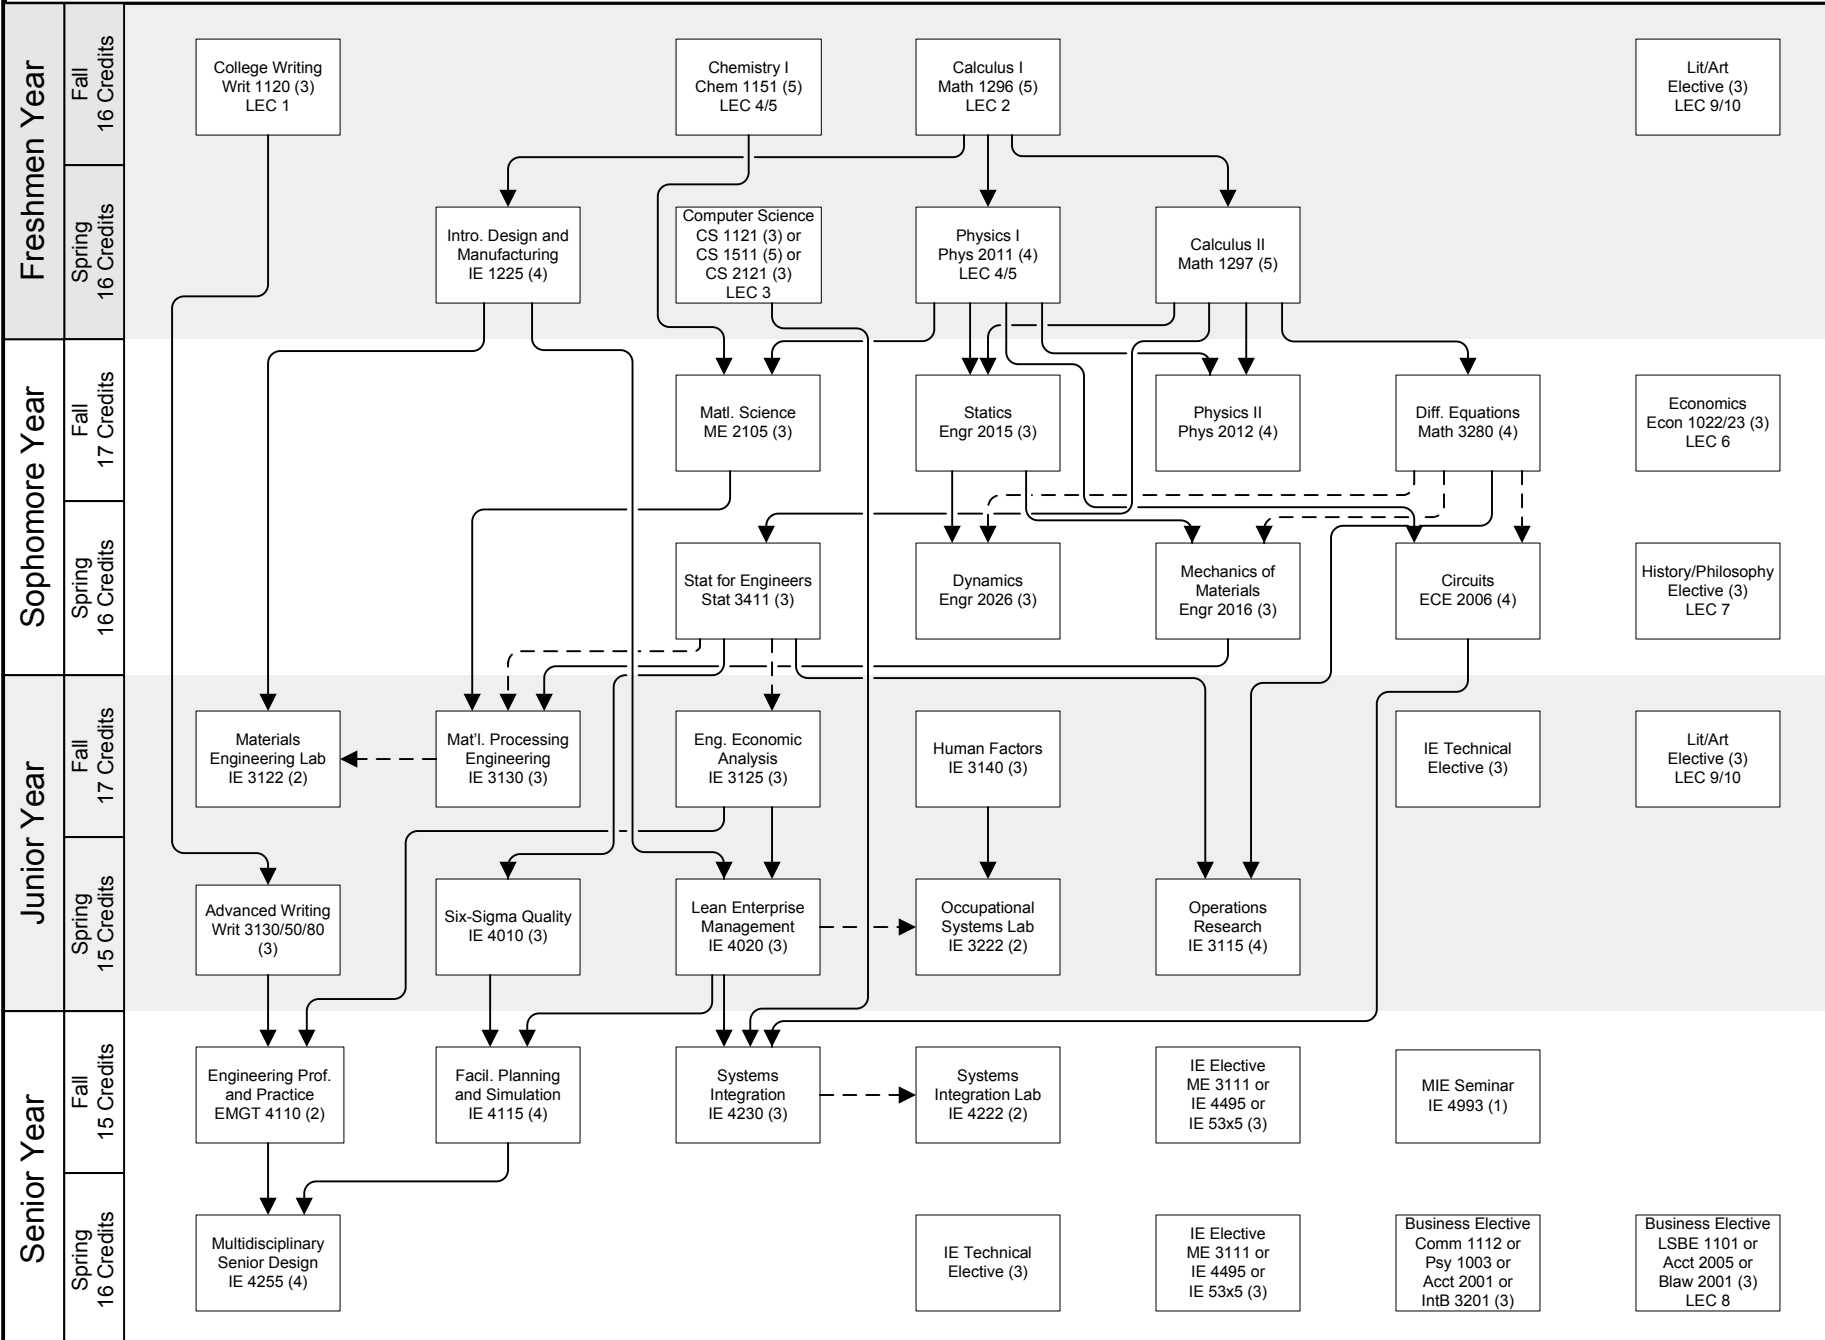 Freshmen Year
Fall
16 Credits
College Writing
Writ 1120 (3)
LEC 1
Chemistry I
Chem 1151 (5)
LEC 4/5
Calculus I
Math 1296 (5)
LEC 2
Lit/Art
Elective (3)
LEC 9/10
Spring
16 Credits
Intro. Design and
Manufacturing
IE 1225 (4)
Computer Science
CS 1121 (3) or
CS 1511 (5) or
CS 2121 (3)
LEC 3
Physics I
Phys 2011 (4)
LEC 4/5
Calculus II
Math 1297 (5)
Sophomore Year
Fall
17 Credits
Matl. Science
ME 2105 (3)
Statics
Engr 2015 (3)
Physics II
Phys 2012 (4)
Diff. Equations
Math 3280 (4)
Economics
Econ 1022/23 (3)
LEC 6
Spring
16 Credits
Stat for Engineers
Stat 3411 (3)
Dynamics
Engr 2026 (3)
Mechanics of
Materials
Engr 2016 (3)
Circuits
ECE 2006 (4)
History/Philosophy
Elective (3)
LEC 7
Junior Year
Fall
17 Credits
Materials
Engineering Lab
IE 3122 (2)
Mat'l. Processing
Engineering
IE 3130 (3)
Eng. Economic
Analysis
IE 3125 (3)
Human Factors
IE 3140 (3)
IE Technical
Elective (3)
Lit/Art
Elective (3)
LEC 9/10
Spring
15 Credits
Advanced Writing
Writ 3130/50/80
(3)
Six-Sigma Quality
IE 4010 (3)
Lean Enterprise
Management
IE 4020 (3)
Occupational
Systems Lab
IE 3222 (2)
Operations
Research
IE 3115 (4)
Senior Year
Fall
15 Credits
Engineering Prof.
and Practice
EMGT 4110 (2)
Facil. Planning
and Simulation
IE 4115 (4)
Systems
Integration
IE 4230 (3)
Systems
Integration Lab
IE 4222 (2)
IE Elective
ME 3111 or
IE 4495 or
IE 53x5 (3)
MIE Seminar
IE 4993 (1)
Spring
16 Credits
Multidisciplinary
Senior Design
IE 4255 (4)
IE Technical
Elective (3)
IE Elective
ME 3111 or
IE 4495 or
IE 53x5 (3)
Business Elective
Comm 1112 or
Psy 1003 or
Acct 2001 or
IntB 3201 (3)
Business Elective
LSBE 1101 or
Acct 2005 or
Blaw 2001 (3)
LEC 8